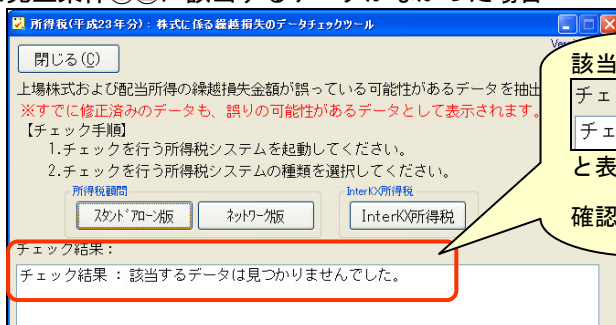 所得税(平成23年分)：株式に係る繰越損失のデータチェックツール
閉じる(C)
上場株式および配当所得の繰越損失金額が誤っている可能性があるデータを抽出
※すでに修正済みのデータも、誤りの可能性があるデータとして表示されます。
【チェック手順】
1.チェックを行う所得税システムを起動してください。
2.チェックを行う所得税システムの種類を選択してください。
所得税顧問
InterKX所得税
スタンドアローン版
ネットワーク版
InterKX所得税
チェック結果：
チェック結果 ： 該当するデータは見つかりませんでした。
該当
チェ
チェ
と表
確認